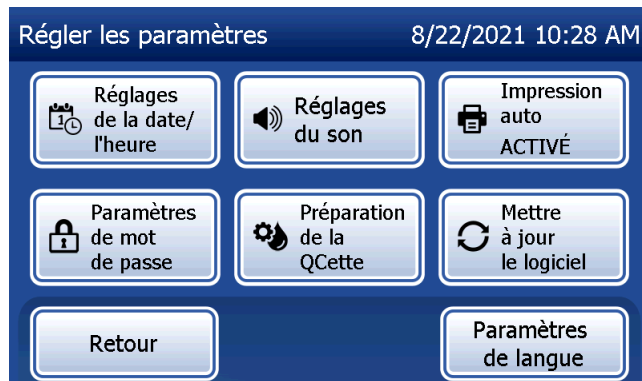 Régler les paramètres 8/22/2021 10:28 AM
Réglages
de la date/
l'heure
Réglages
du son
Impression
auto
ACTIVÉ
Paramètres
de mot
de passe
Préparation
de la
QCette
Mettre
à jour
le logiciel
Retour
Paramètres
de langue